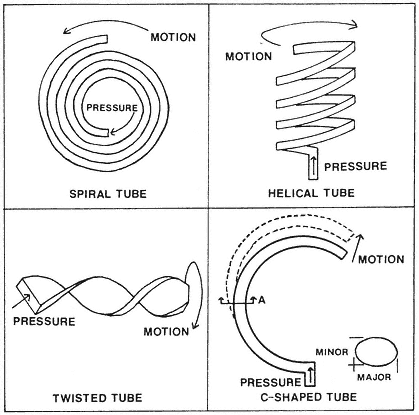 MOTION
PRESSURE
SPIRAL TUBE
MOTION
PRESSURE
HELICAL TUBE
PRESSURE
MOTION
TWISTED TUBE
MOTION
A
MINOR
MAJOR
PRESSURE
C-SHAPED TUBE